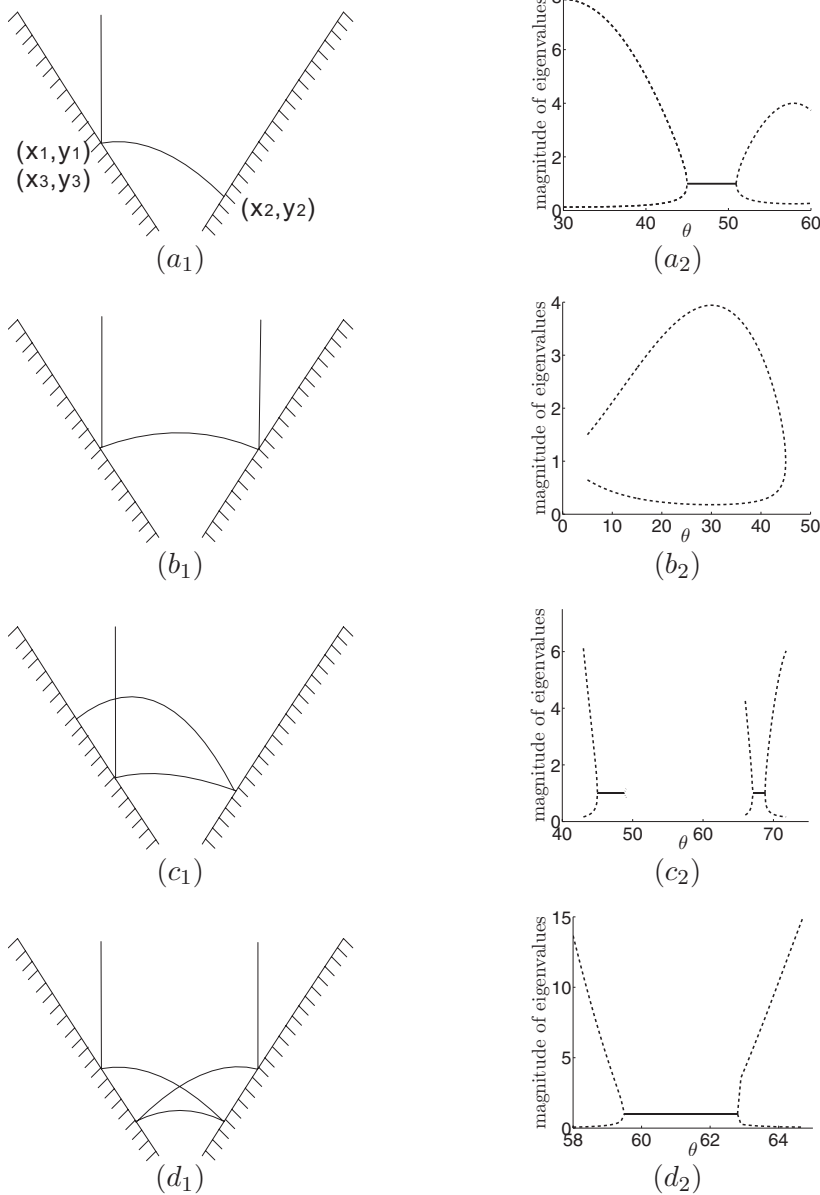 (x1,y1)
(x3,y3)
(x2,y2)
(a1)
magnitude of eigenvalues
8
6
4
2
0
30 40 50 60
θ
(a2)
(b1)
magnitude of eigenvalues
4
3
2
1
0
0 10 20 30 40 50
θ
(b2)
(c1)
magnitude of eigenvalues
6
4
2
0
40 50 60 70
θ
(c2)
(d1)
magnitude of eigenvalues
15
10
5
0
58 60 62 64
θ
(d2)